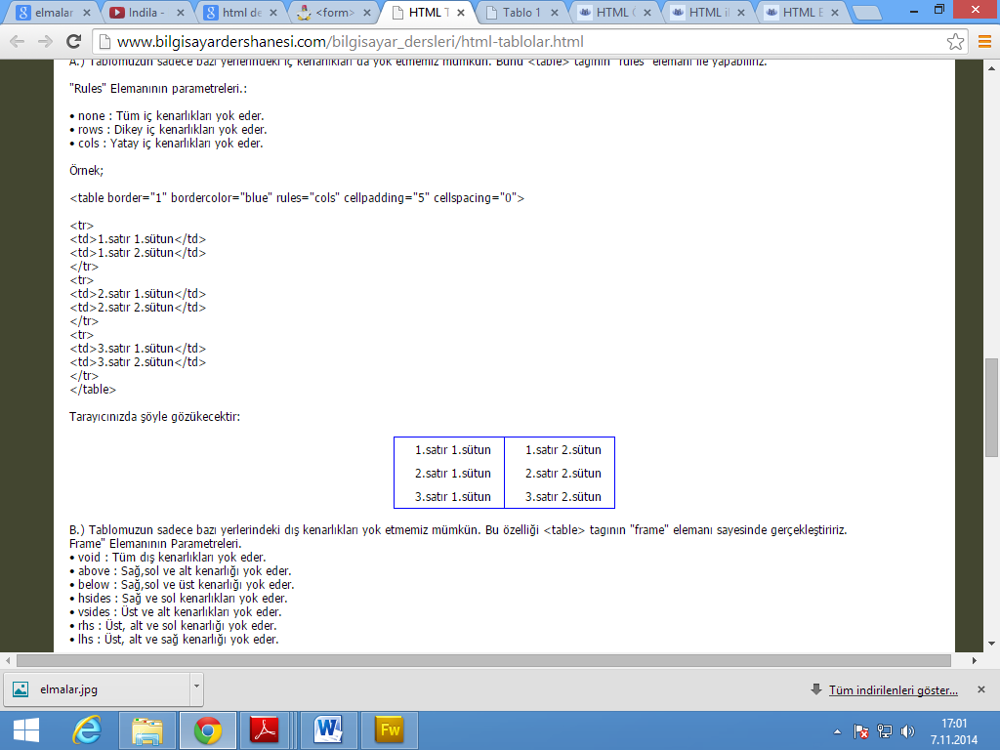 elmalar
Indila -
html de
<form>
HTML T
Tablo 1
HTML
HTML il
HTML E
www.bilgisayardershanesi.com/bilgisayar_dersleri/html-tablolar.html
A.) Tablomuzun sadece bazı yerlerindeki iç kenarlıkları da yok etmemiz mümkün. Bunu <table> tagının "rules" elemanı ile yapabiliriz.
"Rules" Elemanının parametreleri.:
• none : Tüm iç kenarlıkları yok eder.
• rows : Dikey iç kenarlıkları yok eder.
• cols : Yatay iç kenarlıkları yok eder.
Örnek;
<table border="1" bordercolor="blue" rules="cols" cellpadding="5" cellspacing="0">
<tr>
<td>1.satır 1.sütun</td>
<td>1.satır 2.sütun</td>
</tr>
<tr>
<td>2.satır 1.sütun</td>
<td>2.satır 2.sütun</td>
</tr>
<tr>
<td>3.satır 1.sütun</td>
<td>3.satır 2.sütun</td>
</tr>
</table>
Tarayıcınızda şöyle gözükecektir:
1.satır 1.sütun 1.satır 2.sütun
2.satır 1.sütun 2.satır 2.sütun
3.satır 1.sütun 3.satır 2.sütun
B.) Tablomuzun sadece bazı yerlerindeki dış kenarlıkları yok etmemiz mümkün. Bu özelliği <table> tagının "frame" elemanı sayesinde gerçekleştiririz.
Frame" Elemanının Parametreleri.
• void : Tüm dış kenarlıkları yok eder.
• above : Sağ,sol ve alt kenarlığı yok eder.
• below : Sağ,sol ve üst kenarlığı yok eder.
• hsides : Sağ ve sol kenarlıkları yok eder.
• vsides : Üst ve alt kenarlıkları yok eder.
• rhs : Üst, alt ve sol kenarlığı yok eder.
• lhs : Üst, alt ve sağ kenarlığı yok eder.
elmalar.jpg
Tüm indirilenleri göster...
Fw
17:01
7.11.2014